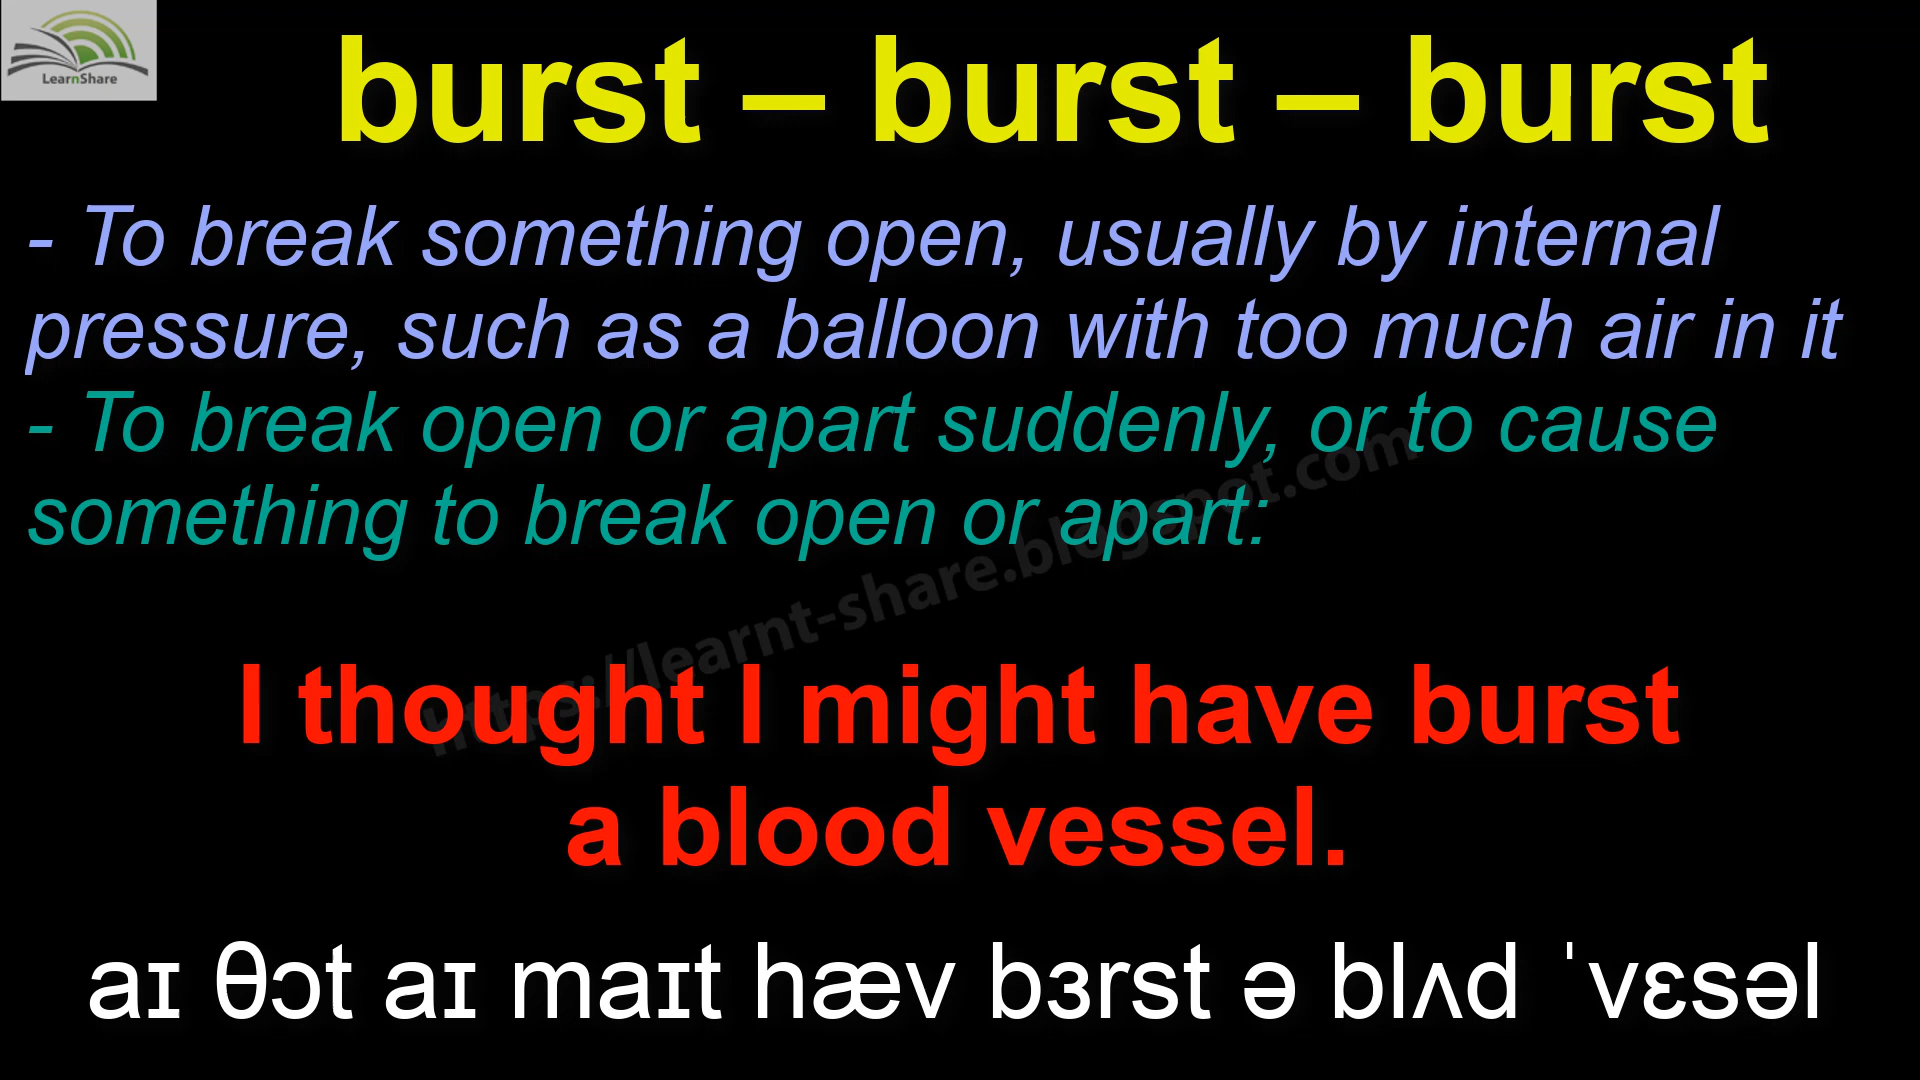 LearnShare
burst – burst – burst
- To break something open, usually by internal
pressure, such as a balloon with too much air in it
- To break open or apart suddenly, or to cause
something to break open or apart:
https://learnt-share.blogspot.com
I thought I might have burst
a blood vessel.
aɪ θɔt aɪ maɪt hæv bɜrst ə blʌd ˈvɛsəl